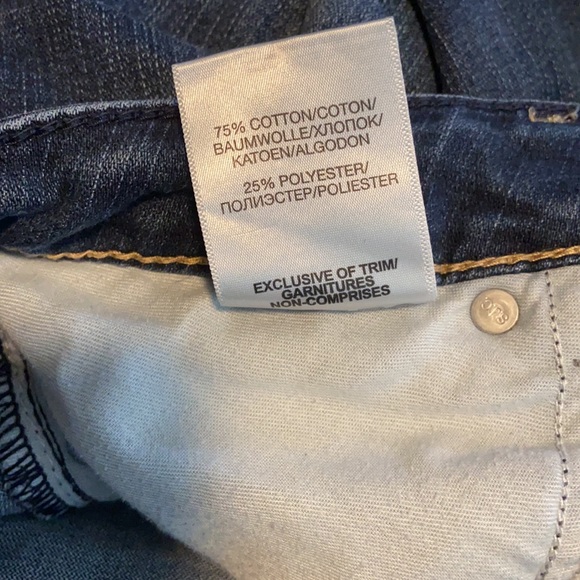 75% COTTON/COTON/
BAUMWOLLE/ХЛОПОК/
KATOEN/ALGODON
25% POLYESTER/
ПОЛИЭСТЕР/POLIESTER
EXCLUSIVE OF TRIM/
GARNITURES
NON-COMPRISES